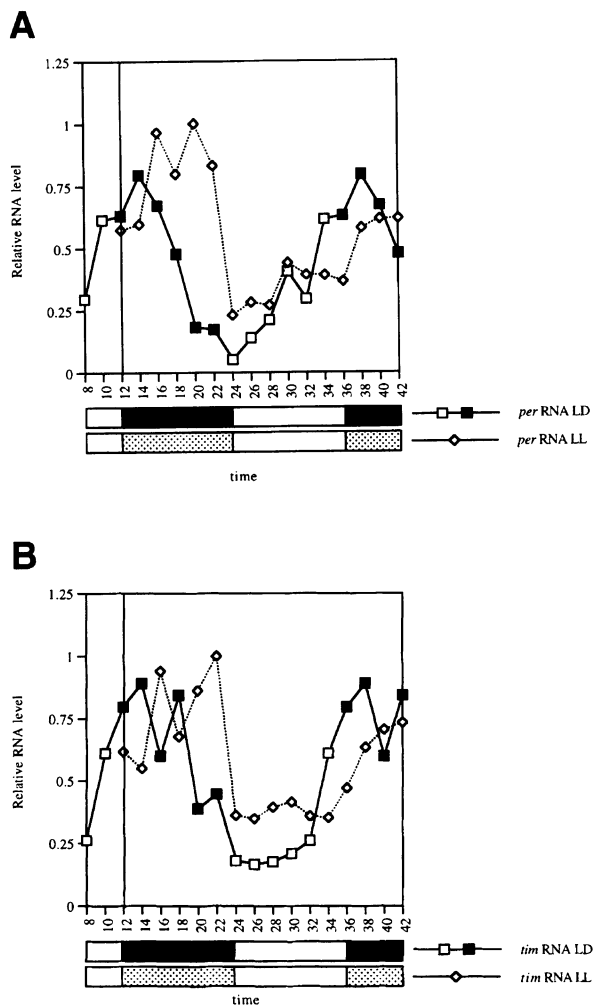 A
Relative RNA level
1.25
1
0.75
0.5
0.25
0
8 10 12 14 16 18 20 22 24 26 28 30 32 34 36 38 40 42
per RNA LD
per RNA LL
time
B
Relative RNA level
1.25
1
0.75
0.5
0.25
0
8 10 12 14 16 18 20 22 24 26 28 30 32 34 36 38 40 42
tim RNA LD
tim RNA LL
time